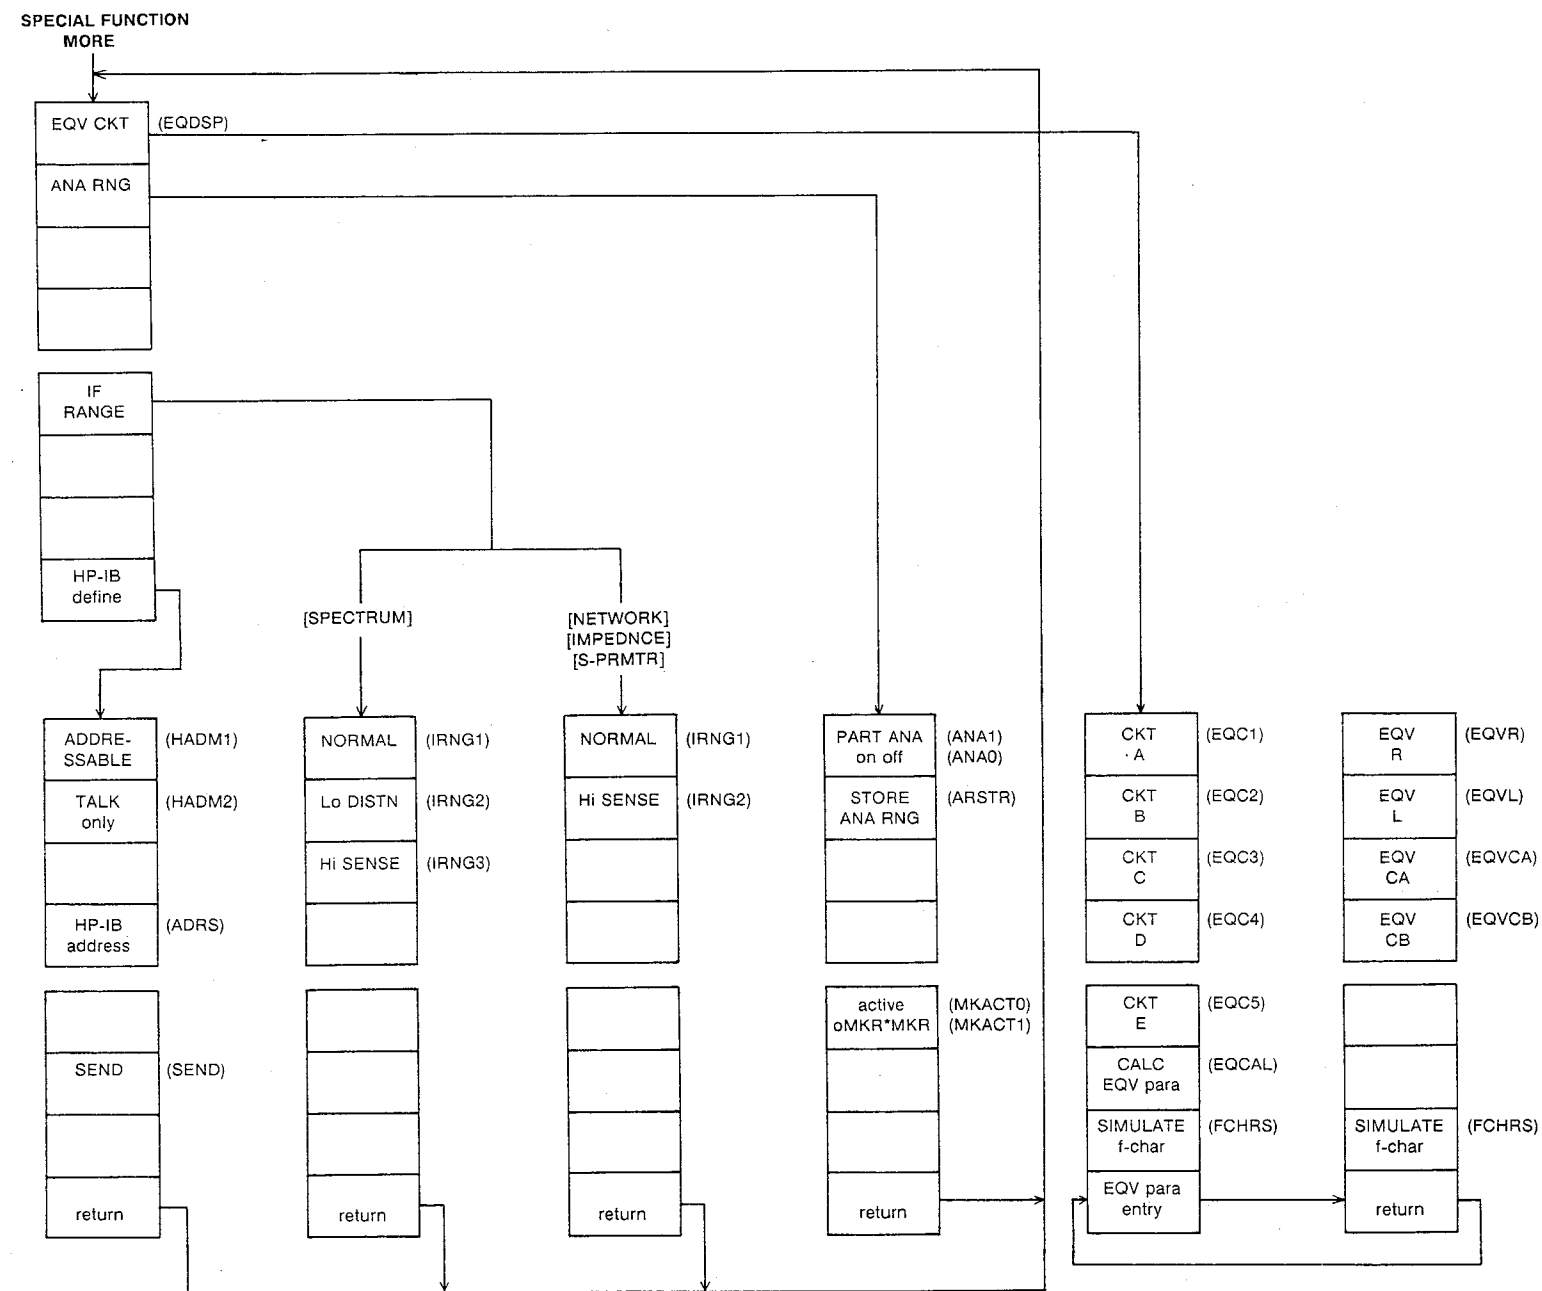 SPECIAL FUNCTION
MORE
EQV CKT
(EQDSP)
ANA RNG
IF
RANGE
HP-IB
define
[SPECTRUM]
[NETWORK]
[IMPEDNCE]
[S-PRMTR]
ADDRE-
SSABLE
(HADM1)
TALK
only
(HADM2)
HP-IB
address
(ADRS)
SEND
(SEND)
return
NORMAL
(IRNG1)
Lo DISTN
(IRNG2)
Hi SENSE
(IRNG3)
return
NORMAL
(IRNG1)
Hi SENSE
(IRNG2)
return
PART ANA
on off
(ANA1)
(ANA0)
STORE
ANA RNG
(ARSTR)
active
oMKR*MKR
(MKACT0)
(MKACT1)
return
CKT
A
(EQC1)
CKT
B
(EQC2)
CKT
C
(EQC3)
CKT
D
(EQC4)
CKT
E
(EQC5)
CALC
EQV para
(EQCAL)
SIMULATE
f-char
(FCHRS)
EQV para
entry
EQV
R
(EQVR)
EQV
L
(EQVL)
EQV
CA
(EQVCA)
EQV
CB
(EQVCB)
SIMULATE
f-char
(FCHRS)
return